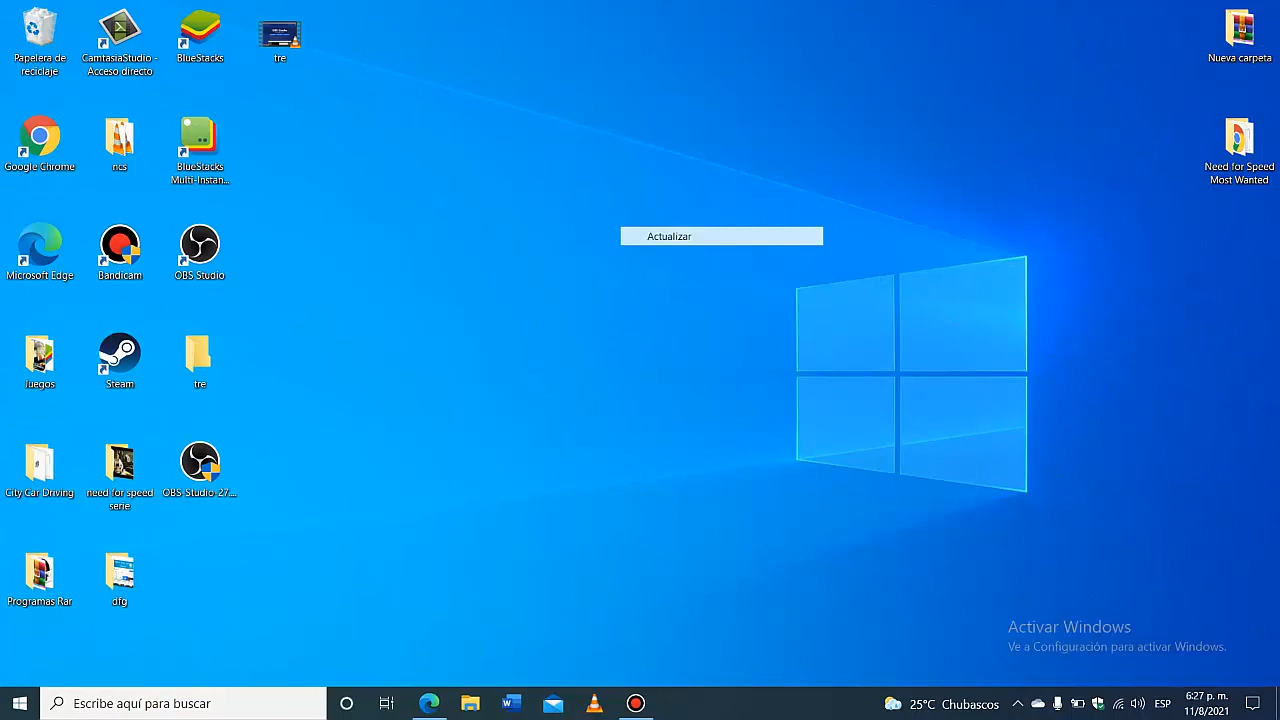 Papelera de
reciclaje
CamtasiaStudio -
Acceso directo
BlueStacks
tre
Nueva carpeta
Google Chrome
ncs
BlueStacks
Multi-Instan...
Need for Speed
Most Wanted
Actualizar
Microsoft Edge
Bandicam
OBS Studio
Juegos
Steam
tre
City Car Driving
need for speed
serie
OBS-Studio-27....
Programas Rar
dfg
Activar Windows
Ve a Configuración para activar Windows.
Escribe aquí para buscar
25°C Chubascos
ESP
6:27 p. m.
11/8/2021